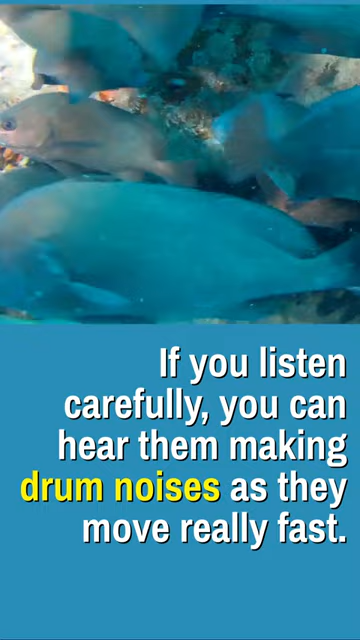 If you listen
carefully, you can
hear them making
drum noises as they
move really fast.